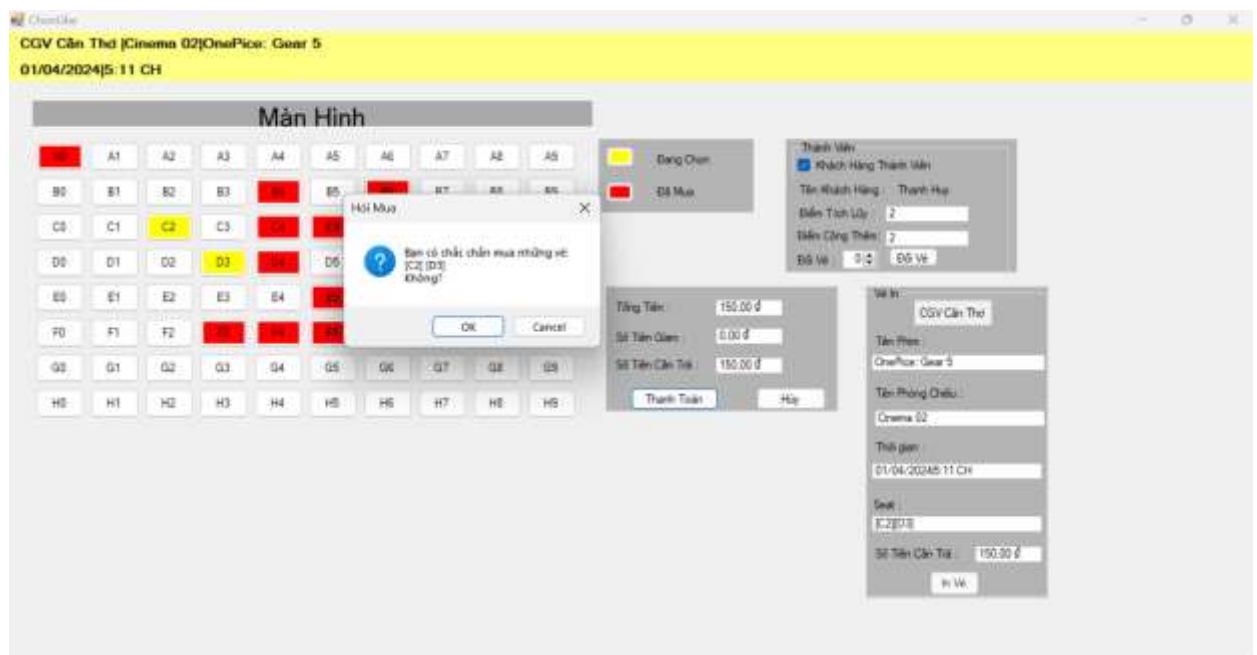 ChonGhe
CGV Cần Thơ |Cinema 02|OnePice: Gear 5
01/04/2024|5:11 CH
Màn Hình
A1 A2 A3 A4 A5 A6 A7 A8 A9
B0 B1 B2 B3 B5 B7 B8 B9
C0 C1 C2 C3
D0 D1 D2 D3 D5
E0 E1 E2 E3 E4
F0 F1 F2
G0 G1 G2 G3 G4 G5 G6 G7 G8 G9
H0 H1 H2 H3 H4 H5 H6 H7 H8 H9
Đang Chọn
Đã Mua
Hỏi Mua
Bạn có chắc chắn mua những vé:
[C2] [D3]
Không?
OK Cancel
Thành Viên
Khách Hàng Thành Viên
Tên Khách Hàng : Thanh Huy
Điểm Tích Lũy : 2
Điểm Cộng Thêm: 2
Đổi Vé : 0 Đổi Vé
Tổng Tiền : 150.00 ₫
Số Tiền Giảm : 0.00 ₫
Số Tiền Cần Trả : 150.00 ₫
Thanh Toán Hủy
Vé In
CGV Cần Thơ
Tên Phim :
OnePice: Gear 5
Tên Phòng Chiếu :
Cinema 02
Thời gian :
01/04/2024|5:11 CH
Seat :
[C2][D3]
Số Tiền Cần Trả : 150.00 ₫
In Vé